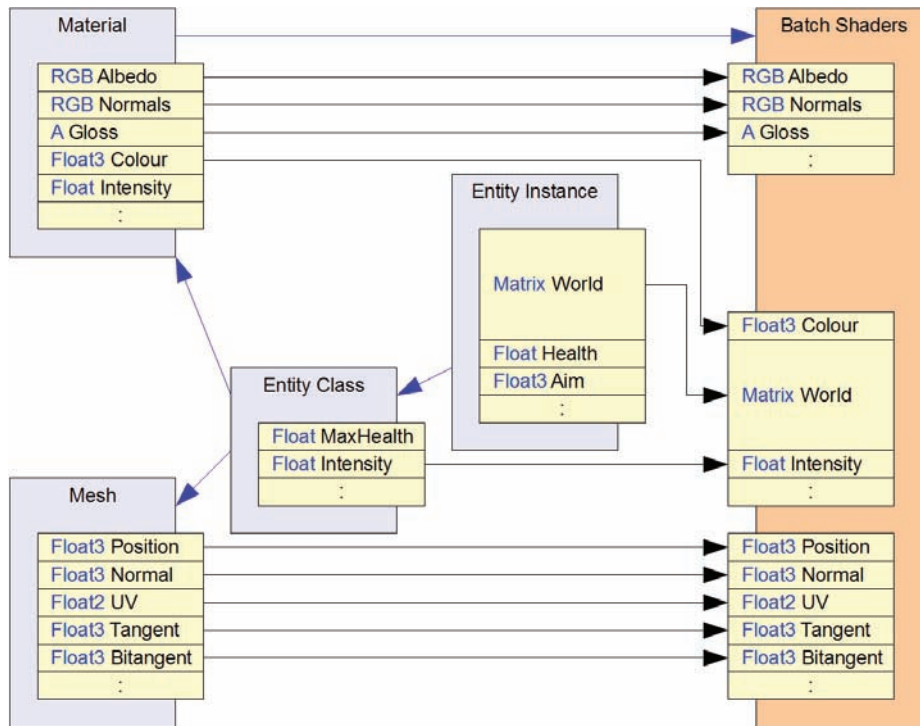 Material
RGB Albedo
RGB Normals
A Gloss
Float3 Colour
Float Intensity
:
Entity Instance
Matrix World
Float Health
Float3 Aim
:
Entity Class
Float MaxHealth
Float Intensity
:
Mesh
Float3 Position
Float3 Normal
Float2 UV
Float3 Tangent
Float3 Bitangent
:
Batch Shaders
RGB Albedo
RGB Normals
A Gloss
:
Float3 Colour
Matrix World
Float Intensity
:
Float3 Position
Float3 Normal
Float2 UV
Float3 Tangent
Float3 Bitangent
: